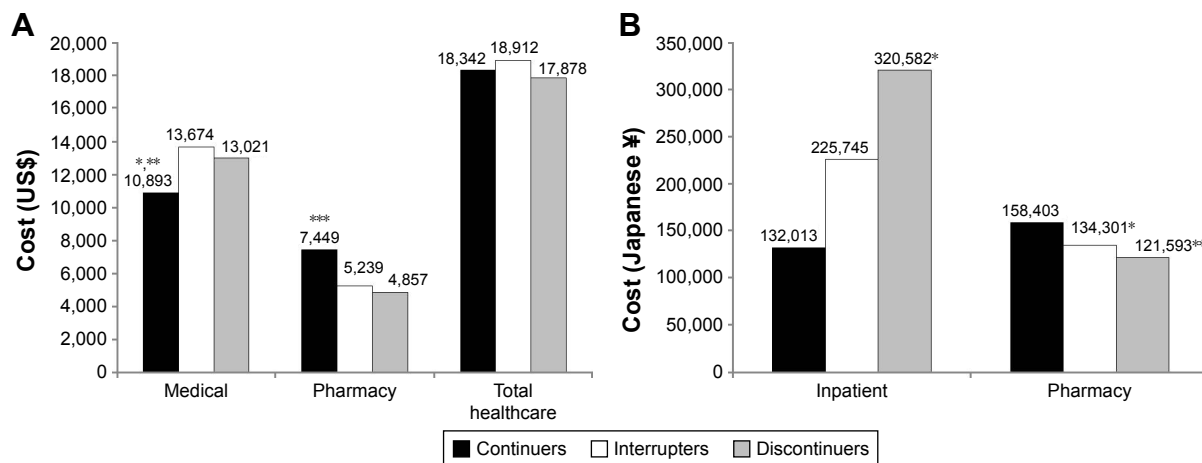 A
Cost (US$)
20,000
18,000
16,000
14,000
12,000
10,000
8,000
6,000
4,000
2,000
0
*,**
10,893
13,674
13,021
***
7,449
5,239
4,857
18,342
18,912
17,878
Medical
Pharmacy
Total
healthcare
B
Cost (Japanese ¥)
350,000
300,000
250,000
200,000
150,000
100,000
50,000
0
132,013
225,745
320,582*
158,403
134,301*
121,593**
Inpatient
Pharmacy
Continuers
Interrupters
Discontinuers